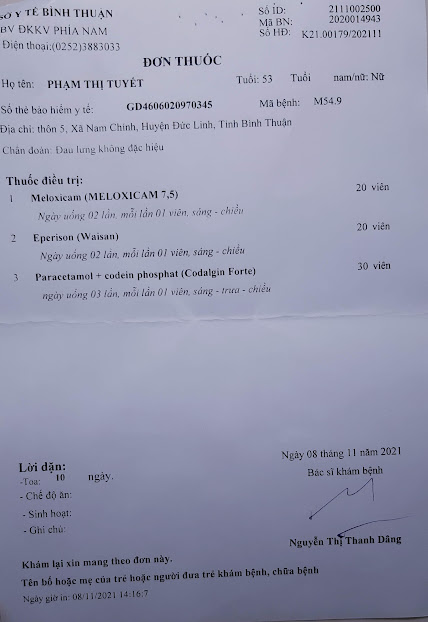 SỞ Y TẾ BÌNH THUẬN
BV ĐKKV PHÍA NAM
Điện thoại:(0252)3883033
Số ID: 2111002500
Mã BN: 2020014943
Số HĐ: K21.00179/202111
ĐƠN THUỐC
Họ tên: PHẠM THỊ TUYẾT Tuổi: 53 Tuổi nam/nữ: Nữ
Số thẻ bảo hiểm y tế: GD4606020970345 Mã bệnh: M54.9
Địa chỉ: thôn 5, Xã Nam Chính, Huyện Đức Linh, Tỉnh Bình Thuận
Chẩn đoán: Đau lưng không đặc hiệu
Thuốc điều trị:
1 Meloxicam (MELOXICAM 7,5) 20 viên
Ngày uống 02 lần, mỗi lần 01 viên, sáng - chiều
2 Eperison (Waisan) 20 viên
Ngày uống 02 lần, mỗi lần 01 viên, sáng - chiều
3 Paracetamol + codein phosphat (Codalgin Forte) 30 viên
ngày uống 03 lần, mỗi lần 01 viên, sáng - trưa - chiều
Ngày 08 tháng 11 năm 2021
Bác sĩ khám bệnh
Lời dặn:
-Toa: 10 ngày.
- Chế độ ăn:
- Sinh hoạt:
- Ghi chú:
Nguyễn Thị Thanh Dâng
Khám lại xin mang theo đơn này.
Tên bố hoặc mẹ của trẻ hoặc người đưa trẻ khám bệnh, chữa bệnh
Ngày giờ in: 08/11/2021 14:16:7